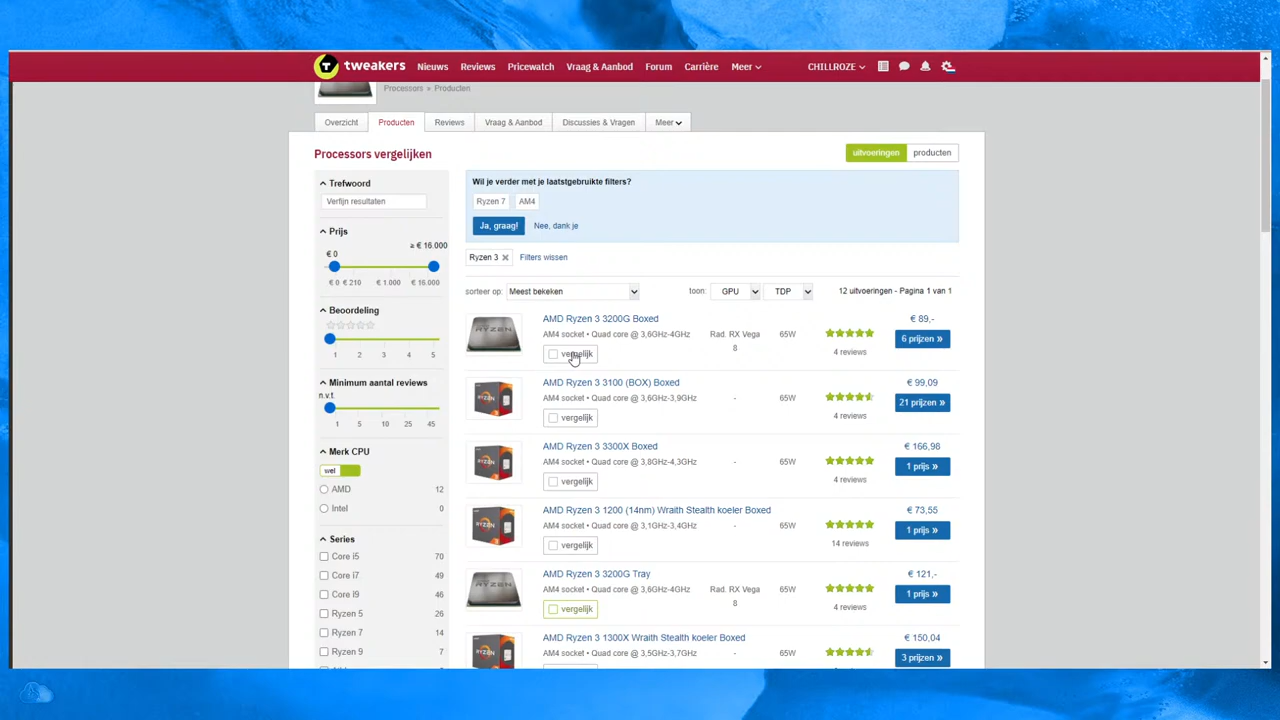 tweakers Nieuws Reviews Pricewatch Vraag & Aanbod Forum Carrière Meer CHILLROZE
Processors » Producten
Overzicht Producten Reviews Vraag & Aanbod Discussies & Vragen Meer
Processors vergelijken
uitvoeringen producten
Trefwoord
Verfijn resultaten
Prijs
≥ € 16.000
€ 0
€ 0 € 210 € 1.000 € 16.000
Beoordeling
1 2 3 4 5
Minimum aantal reviews
n.v.t.
1 5 10 25 45
Merk CPU
wel
AMD 12
Intel 0
Series
Core i5 70
Core i7 49
Core i9 46
Ryzen 5 26
Ryzen 7 14
Ryzen 9 7
Wil je verder met je laatstgebruikte filters?
Ryzen 7 AM4
Ja, graag! Nee, dank je
Ryzen 3 Filters wissen
sorteer op: Meest bekeken toon: GPU TDP 12 uitvoeringen - Pagina 1 van 1
AMD Ryzen 3 3200G Boxed € 89,-
AM4 socket • Quad core @ 3,6GHz-4GHz Rad. RX Vega 8 65W 6 prijzen »
vergelijk 4 reviews
AMD Ryzen 3 3100 (BOX) Boxed € 99,09
AM4 socket • Quad core @ 3,6GHz-3,9GHz - 65W 21 prijzen »
vergelijk 4 reviews
AMD Ryzen 3 3300X Boxed € 166,98
AM4 socket • Quad core @ 3,8GHz-4,3GHz - 65W 1 prijs »
vergelijk 4 reviews
AMD Ryzen 3 1200 (14nm) Wraith Stealth koeler Boxed € 73,55
AM4 socket • Quad core @ 3,1GHz-3,4GHz - 65W 1 prijs »
vergelijk 14 reviews
AMD Ryzen 3 3200G Tray € 121,-
AM4 socket • Quad core @ 3,6GHz-4GHz Rad. RX Vega 8 65W 1 prijs »
vergelijk 4 reviews
AMD Ryzen 3 1300X Wraith Stealth koeler Boxed € 150,04
AM4 socket • Quad core @ 3,5GHz-3,7GHz - 65W 3 prijzen »